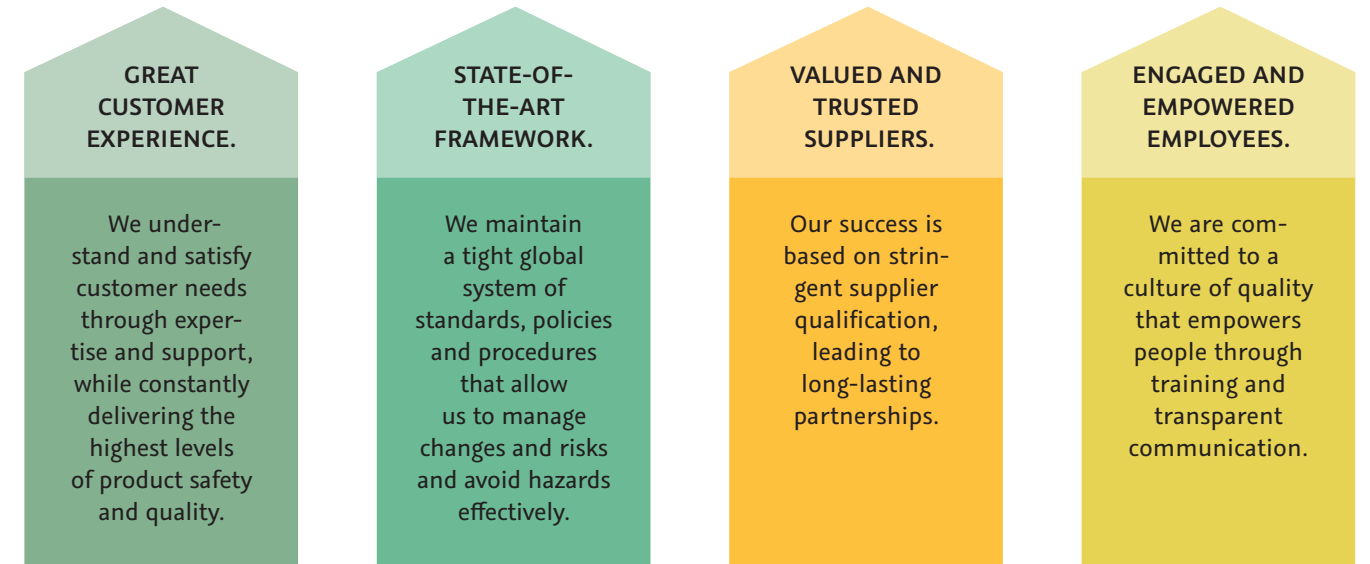 GREAT
CUSTOMER
EXPERIENCE.
We under-
stand and satisfy
customer needs
through exper-
tise and support,
while constantly
delivering the
highest levels
of product safety
and quality.
STATE-OF-
THE-ART
FRAMEWORK.
We maintain
a tight global
system of
standards, policies
and procedures
that allow
us to manage
changes and risks
and avoid hazards
effectively.
VALUED AND
TRUSTED
SUPPLIERS.
Our success is
based on strin-
gent supplier
qualification,
leading to
long-lasting
partnerships.
ENGAGED AND
EMPOWERED
EMPLOYEES.
We are com-
mitted to a
culture of quality
that empowers
people through
training and
transparent
communication.